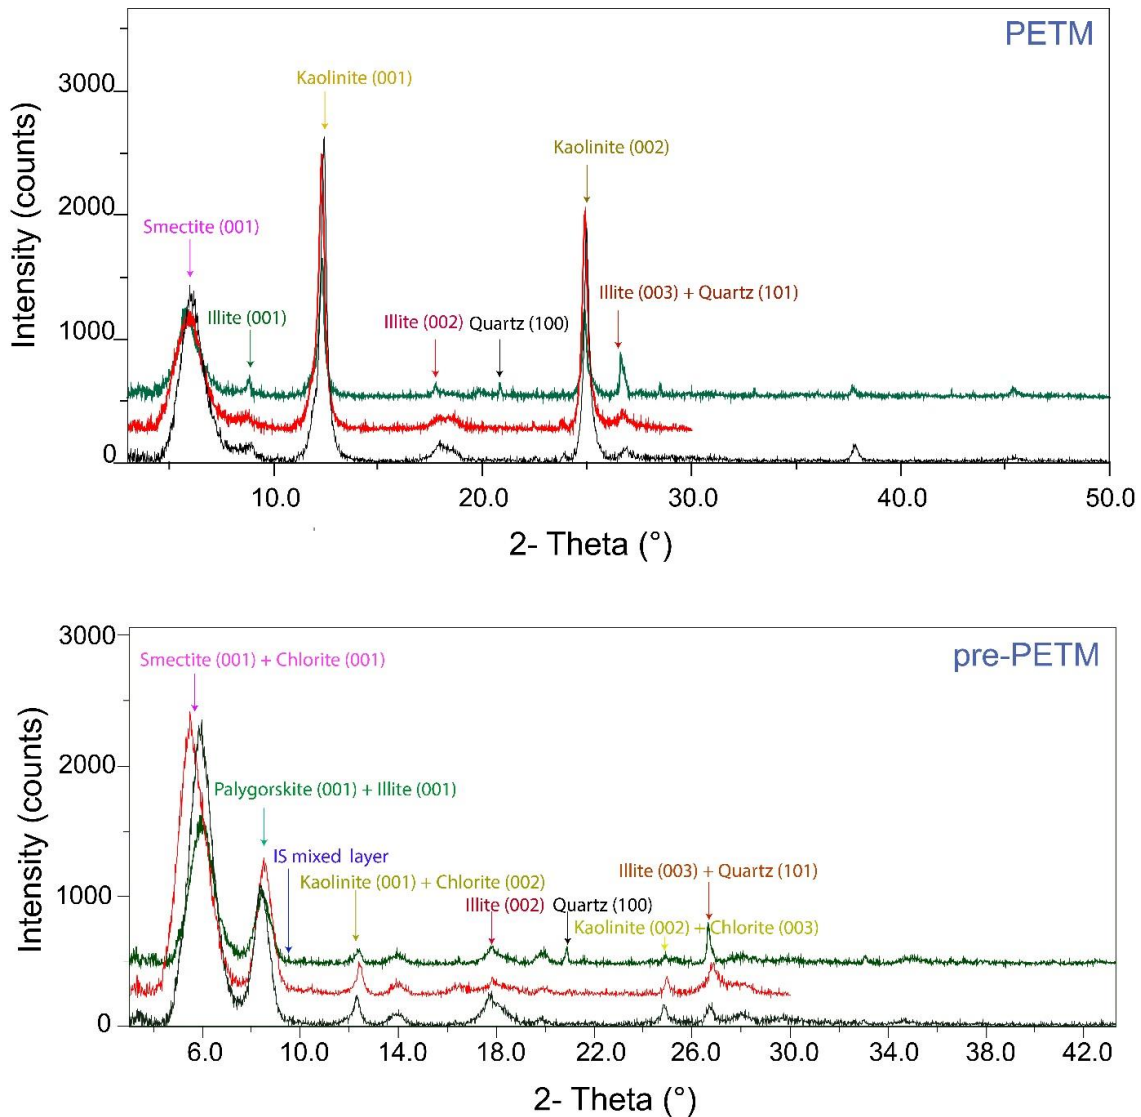 PETM
3000
Kaolinite (001)
Kaolinite (002)
Intensity (counts)
2000
Smectite (001)
Illite (003) + Quartz (101)
Illite (001)
Illite (002) Quartz (100)
1000
0
10.0 20.0 30.0 40.0 50.0
2- Theta (°)
3000
pre-PETM
Smectite (001) + Chlorite (001)
Intensity (counts)
2000
Palygorskite (001) + Illite (001)
IS mixed layer
Illite (003) + Quartz (101)
Kaolinite (001) + Chlorite (002)
1000
Illite (002) Quartz (100)
Kaolinite (002) + Chlorite (003)
0
6.0 10.0 14.0 18.0 22.0 26.0 30.0 34.0 38.0 42.0
2- Theta (°)